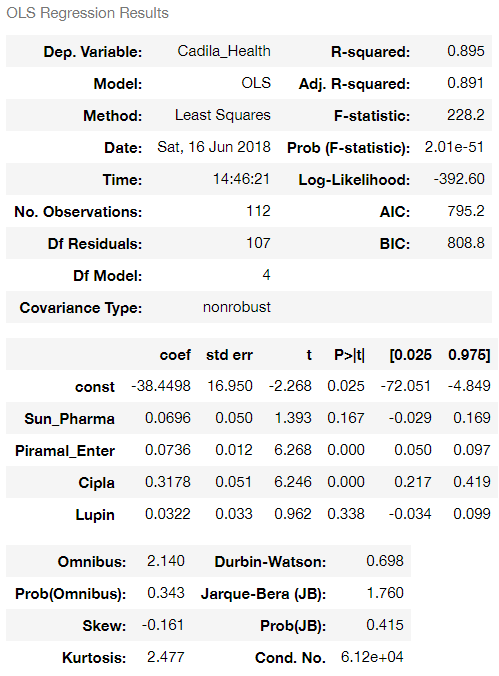 OLS Regression Results
Dep. Variable: Cadila_Health R-squared: 0.895
Model: OLS Adj. R-squared: 0.891
Method: Least Squares F-statistic: 228.2
Date: Sat, 16 Jun 2018 Prob (F-statistic): 2.01e-51
Time: 14:46:21 Log-Likelihood: -392.60
No. Observations: 112 AIC: 795.2
Df Residuals: 107 BIC: 808.8
Df Model: 4
Covariance Type: nonrobust
coef std err t P>|t| [0.025 0.975]
const -38.4498 16.950 -2.268 0.025 -72.051 -4.849
Sun_Pharma 0.0696 0.050 1.393 0.167 -0.029 0.169
Piramal_Enter 0.0736 0.012 6.268 0.000 0.050 0.097
Cipla 0.3178 0.051 6.246 0.000 0.217 0.419
Lupin 0.0322 0.033 0.962 0.338 -0.034 0.099
Omnibus: 2.140 Durbin-Watson: 0.698
Prob(Omnibus): 0.343 Jarque-Bera (JB): 1.760
Skew: -0.161 Prob(JB): 0.415
Kurtosis: 2.477 Cond. No. 6.12e+04